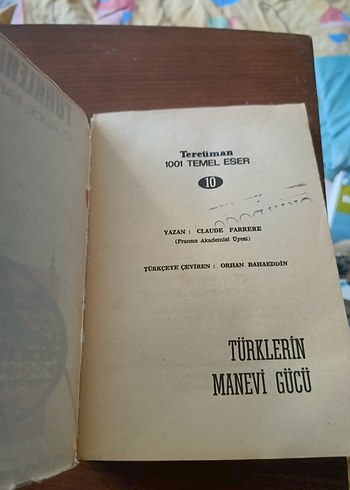 Tercüman
1001 TEMEL ESER
10
YAZAN : CLAUDE FARRERE
(Fransız Akademisi Üyesi)
TÜRKÇEYE ÇEVİREN : ORHAN BAHAEDDİN
TÜRKLERİN
MANEVİ GÜCÜ